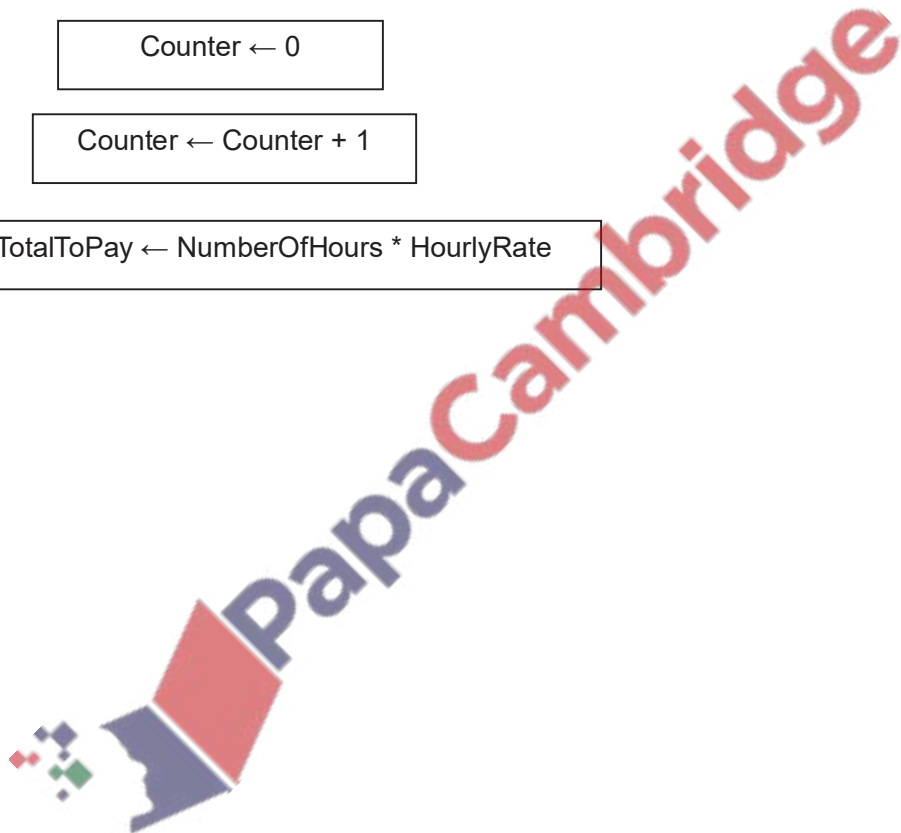 Counter ← 0
Counter ← Counter + 1
TotalToPay ← NumberOfHours * HourlyRate
PapaCambridge